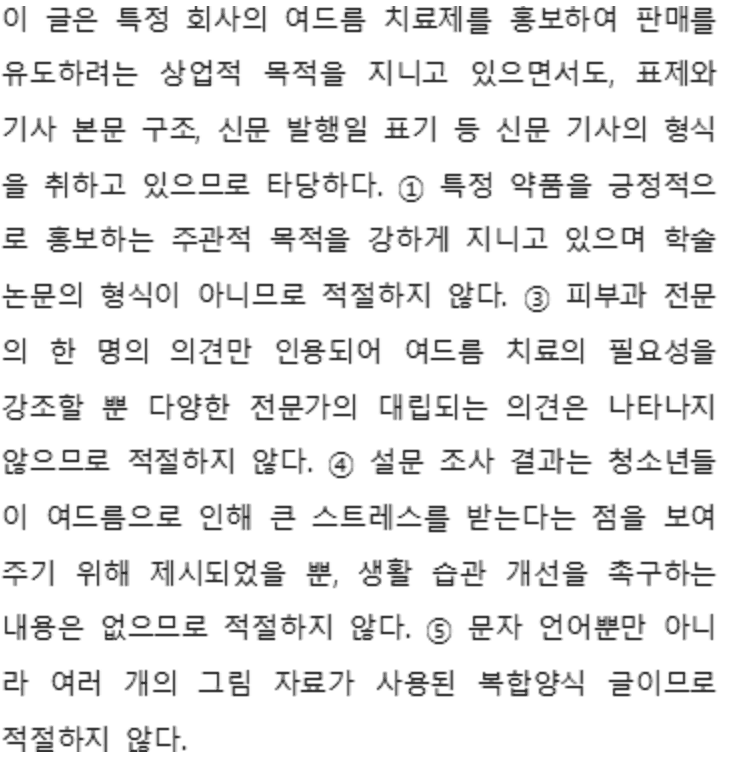 이 글은 특정 회사의 여드름 치료제를 홍보하여 판매를
유도하려는 상업적 목적을 지니고 있으면서도, 표제와
기사 본문 구조, 신문 발행일 표기 등 신문 기사의 형식
을 취하고 있으므로 타당하다. ① 특정 약품을 긍정적으
로 홍보하는 주관적 목적을 강하게 지니고 있으며 학술
논문의 형식이 아니므로 적절하지 않다. ③ 피부과 전문
의 한 명의 의견만 인용되어 여드름 치료의 필요성을
강조할 뿐 다양한 전문가의 대립되는 의견은 나타나지
않으므로 적절하지 않다. ④ 설문 조사 결과는 청소년들
이 여드름으로 인해 큰 스트레스를 받는다는 점을 보여
주기 위해 제시되었을 뿐, 생활 습관 개선을 촉구하는
내용은 없으므로 적절하지 않다. ⑤ 문자 언어뿐만 아니
라 여러 개의 그림 자료가 사용된 복합양식 글이므로
적절하지 않다.